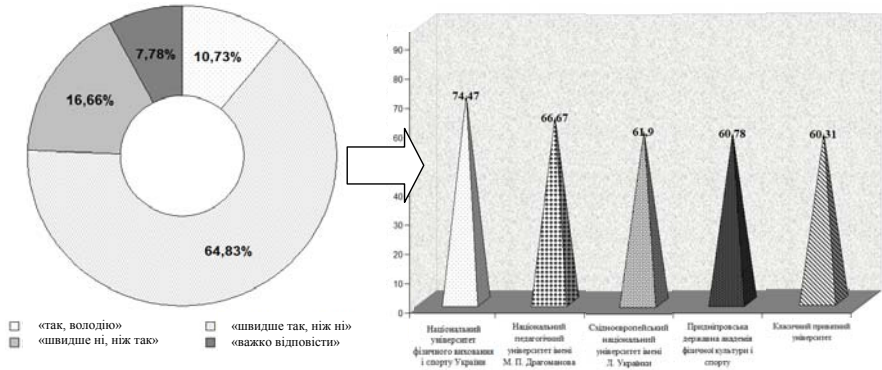 7,78%
10,73%
16,66%
64,83%
«так, володію»
«швидше так, ніж ні»
«швидше ні, ніж так»
«важко відповісти»
90
80
70
60
50
40
30
20
10
0
74,47
66,67
61,9
60,78
60,31
Національний
університет
фізичного виховання
і спорту України
Національний
педагогічний
університет імені
М. П. Драгоманова
Східноєвропейський
національний
університет імені
Л. Українки
Придніпровська
державна академія
фізичної культури і
спорту
Класичний приватний
університет